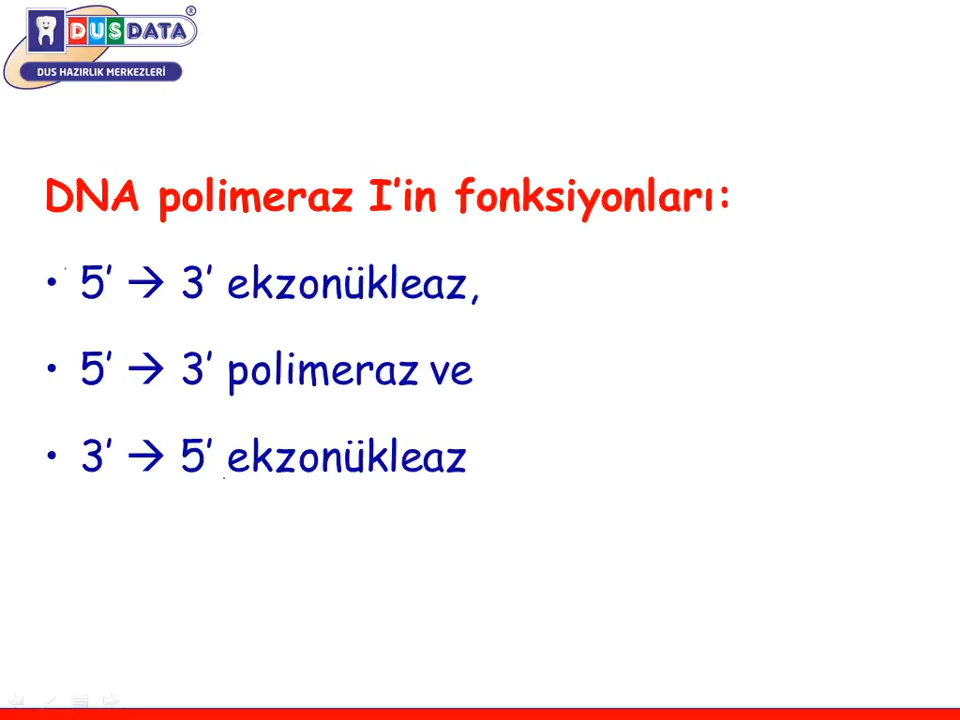 DUSDATA®
DUS HAZIRLIK MERKEZLERİ
DNA polimeraz I’in fonksiyonları:
• 5’ → 3’ ekzonükleaz,
• 5’ → 3’ polimeraz ve
• 3’ → 5’ ekzonükleaz